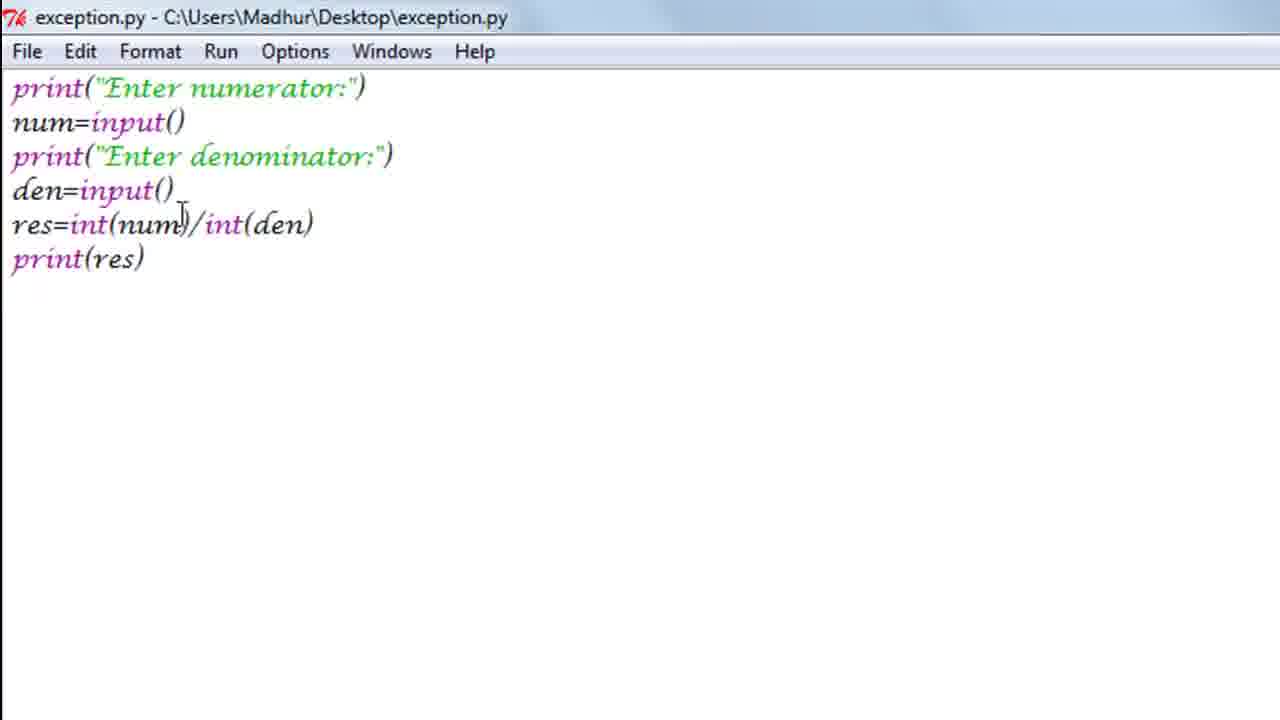 exception.py - C:\Users\Madhur\Desktop\exception.py
File Edit Format Run Options Windows Help
print("Enter numerator:")
num=input()
print("Enter denominator:")
den=input()
res=int(num)/int(den)
print(res)